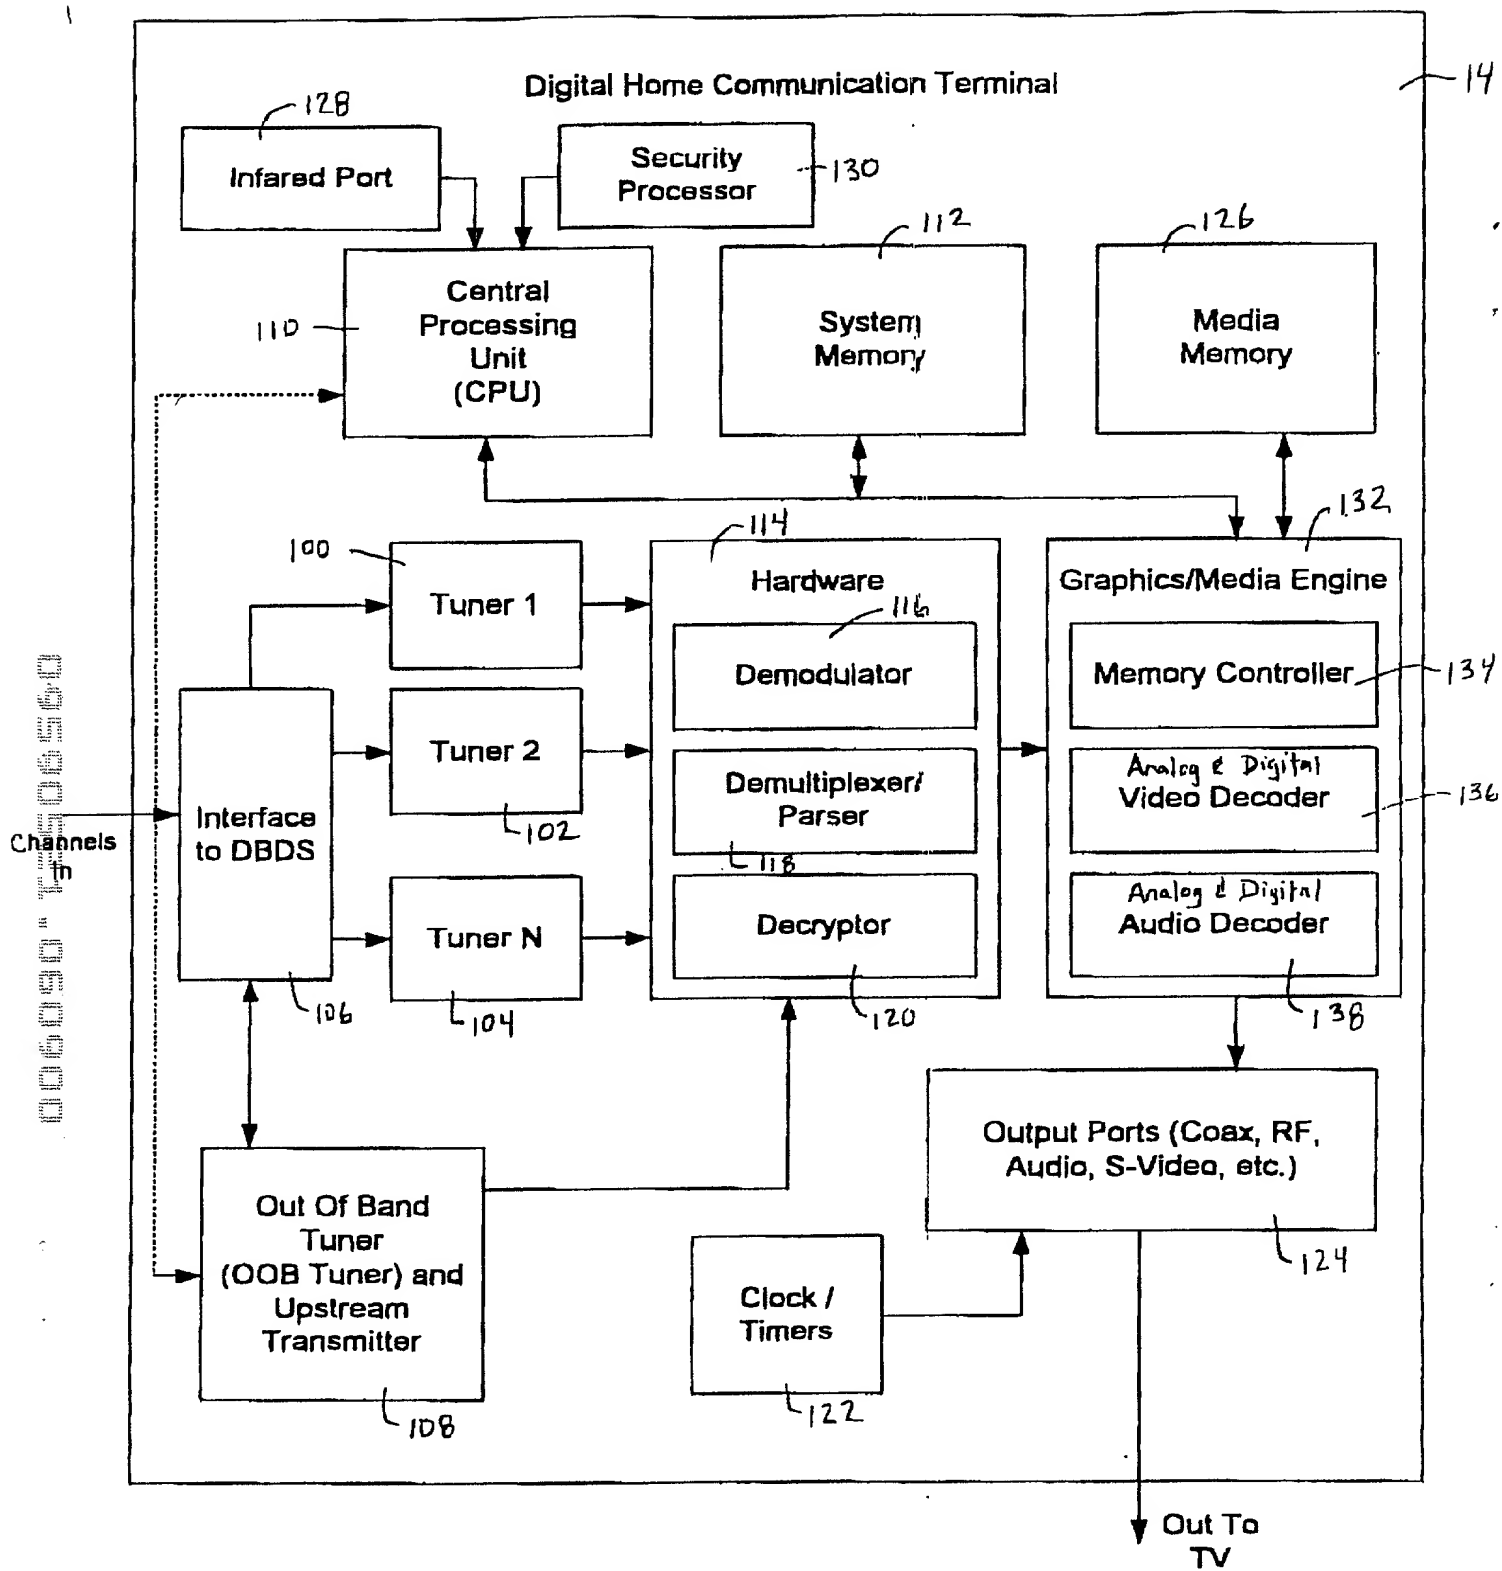 Digital Home Communication Terminal
14
128
Infared Port
Security
Processor
130
110
Central
Processing
Unit
(CPU)
112
System
Memory
126
Media
Memory
100
Tuner 1
Tuner 2
102
Tuner N
104
Channels
In
Interface
to DBDS
106
114
Hardware
116
Demodulator
Demultiplexer/
Parser
118
Decryptor
120
132
Graphics/Media Engine
Memory Controller
134
Analog & Digital
Video Decoder
136
Analog & Digital
Audio Decoder
138
Out Of Band
Tuner
(OOB Tuner) and
Upstream
Transmitter
108
Clock /
Timers
122
Output Ports (Coax, RF,
Audio, S-Video, etc.)
124
Out To
TV